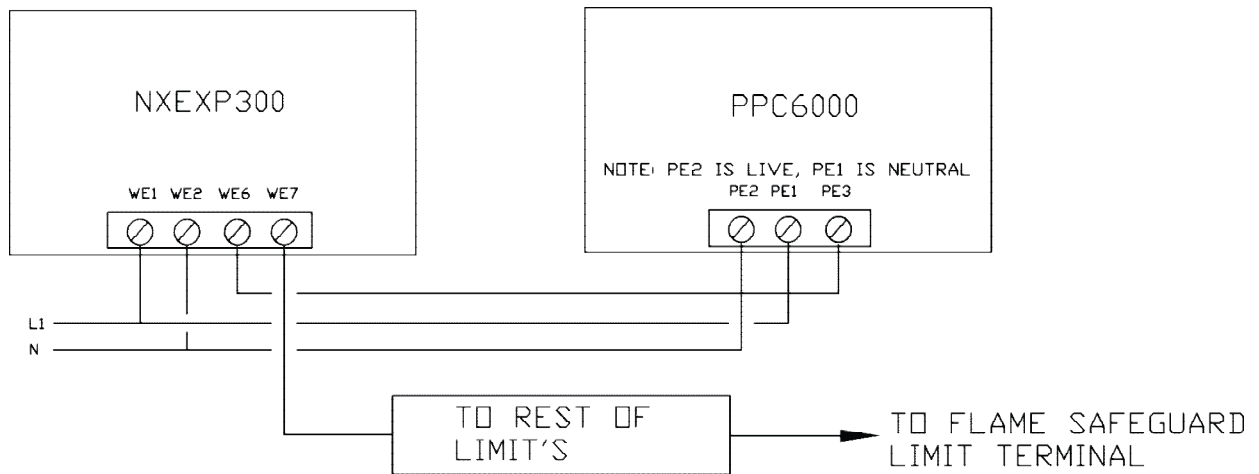 NXEXP300
WE1 WE2 WE6 WE7
PPC6000
NOTE: PE2 IS LIVE, PE1 IS NEUTRAL
PE2 PE1 PE3
L1
N
TO REST OF
LIMIT'S
TO FLAME SAFEGUARD
LIMIT TERMINAL